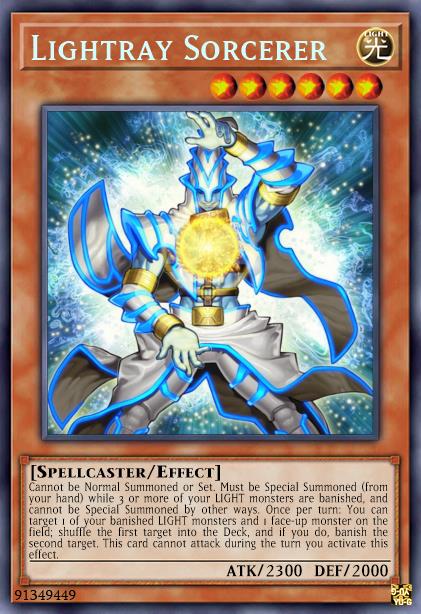 Lightray Sorcerer
LIGHT
光
[Spellcaster/Effect]
Cannot be Normal Summoned or Set. Must be Special Summoned (from
your hand) while 3 or more of your LIGHT monsters are banished, and
cannot be Special Summoned by other ways. Once per turn: You can
target 1 of your banished LIGHT monsters and 1 face-up monster on the
field; shuffle the first target into the Deck, and if you do, banish the
second target. This card cannot attack during the turn you activate this
effect.
ATK/2300 DEF/2000
91349449